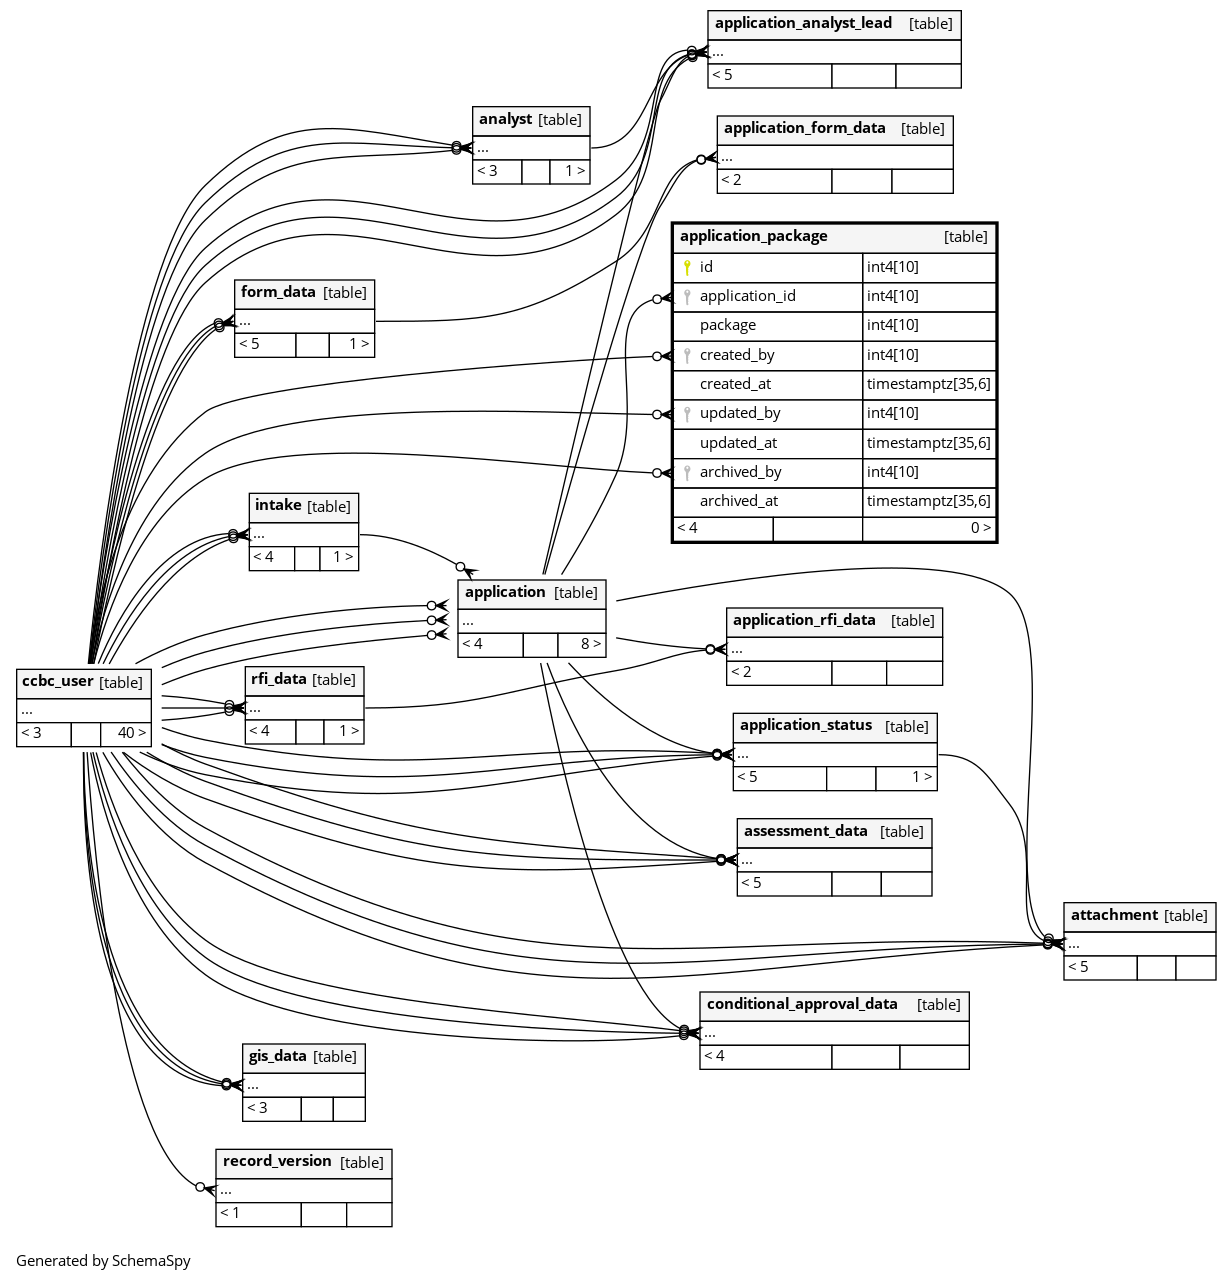 application_analyst_lead [table]
...
< 5
analyst [table]
...
< 3 1 >
application_form_data [table]
...
< 2
application_package [table]
id int4[10]
application_id int4[10]
package int4[10]
created_by int4[10]
created_at timestamptz[35,6]
updated_by int4[10]
updated_at timestamptz[35,6]
archived_by int4[10]
archived_at timestamptz[35,6]
< 4 0 >
form_data [table]
...
< 5 1 >
intake [table]
...
< 4 1 >
application [table]
...
< 4 8 >
application_rfi_data [table]
...
< 2
ccbc_user [table]
...
< 3 40 >
rfi_data [table]
...
< 4 1 >
application_status [table]
...
< 5 1 >
assessment_data [table]
...
< 5
attachment [table]
...
< 5
conditional_approval_data [table]
...
< 4
gis_data [table]
...
< 3
record_version [table]
...
< 1
Generated by SchemaSpy